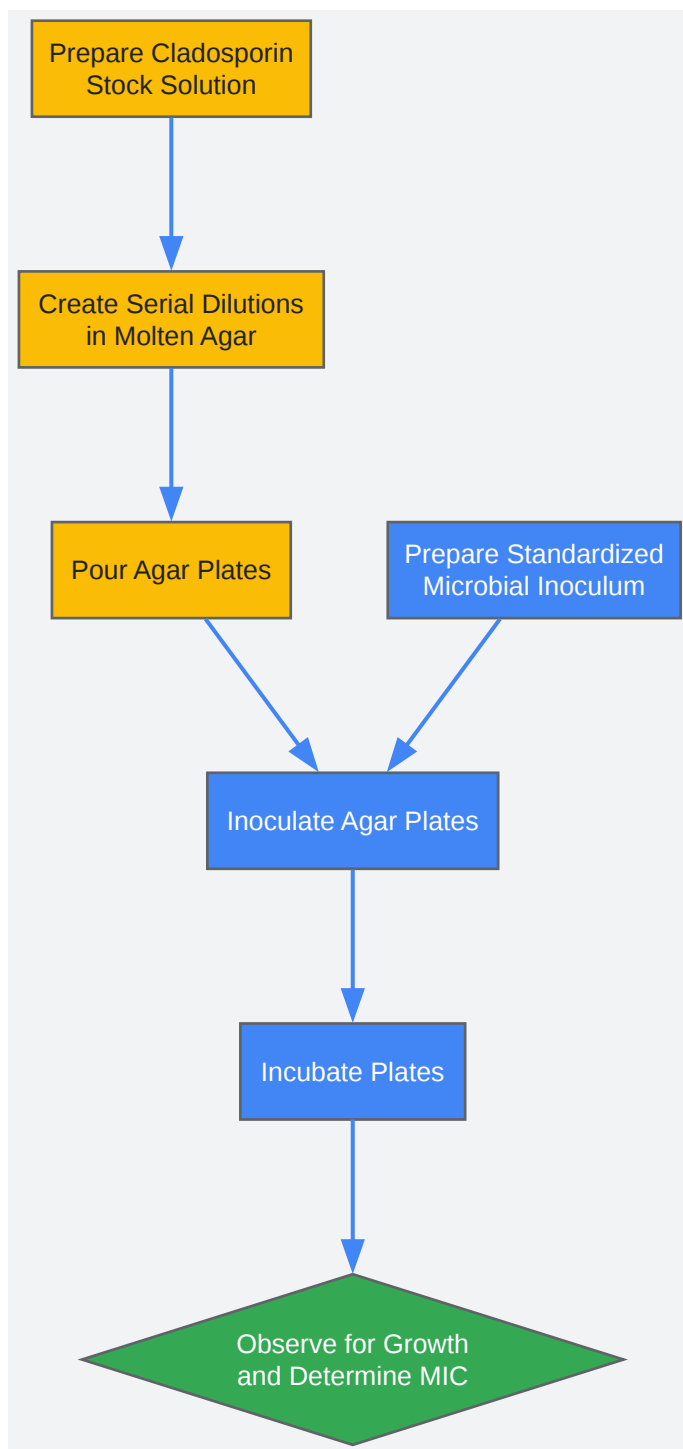 Prepare Cladosporin
Stock Solution
Create Serial Dilutions
in Molten Agar
Pour Agar Plates
Prepare Standardized
Microbial Inoculum
Inoculate Agar Plates
Incubate Plates
Observe for Growth
and Determine MIC